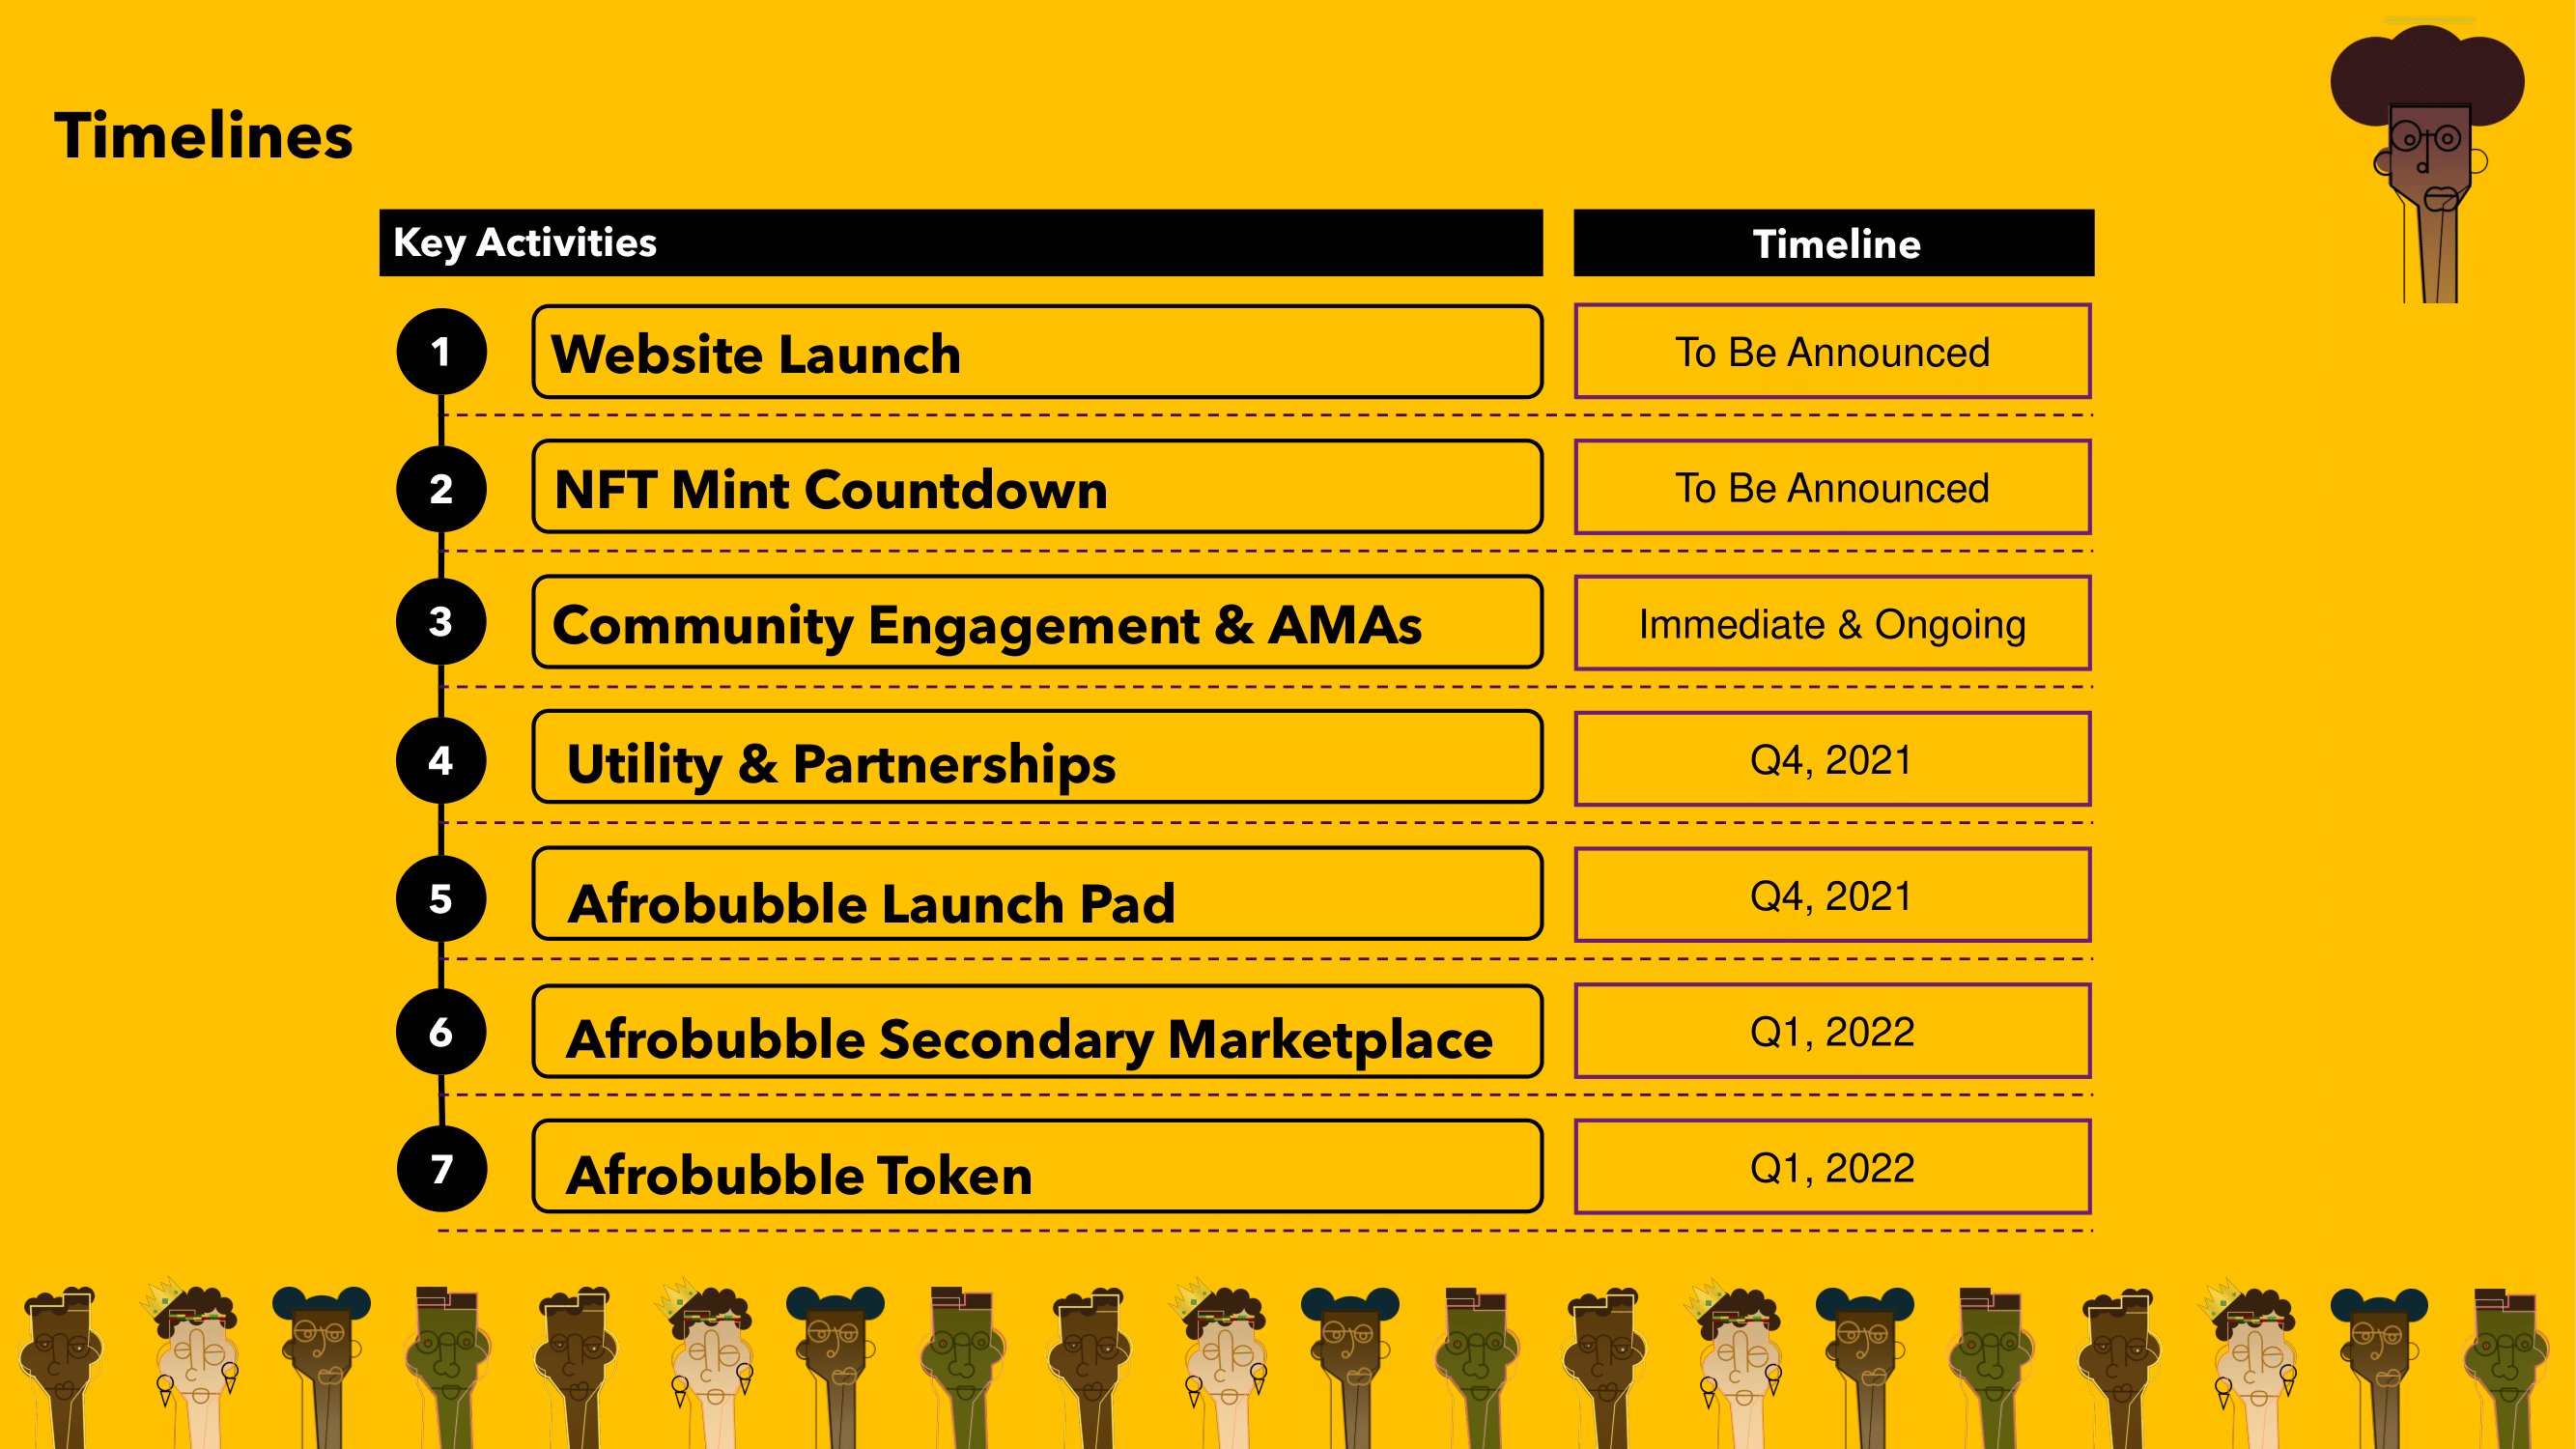 Timelines
Key Activities Timeline
1 Website Launch To Be Announced
2 NFT Mint Countdown To Be Announced
3 Community Engagement & AMAs Immediate & Ongoing
4 Utility & Partnerships Q4, 2021
5 Afrobubble Launch Pad Q4, 2021
6 Afrobubble Secondary Marketplace Q1, 2022
7 Afrobubble Token Q1, 2022